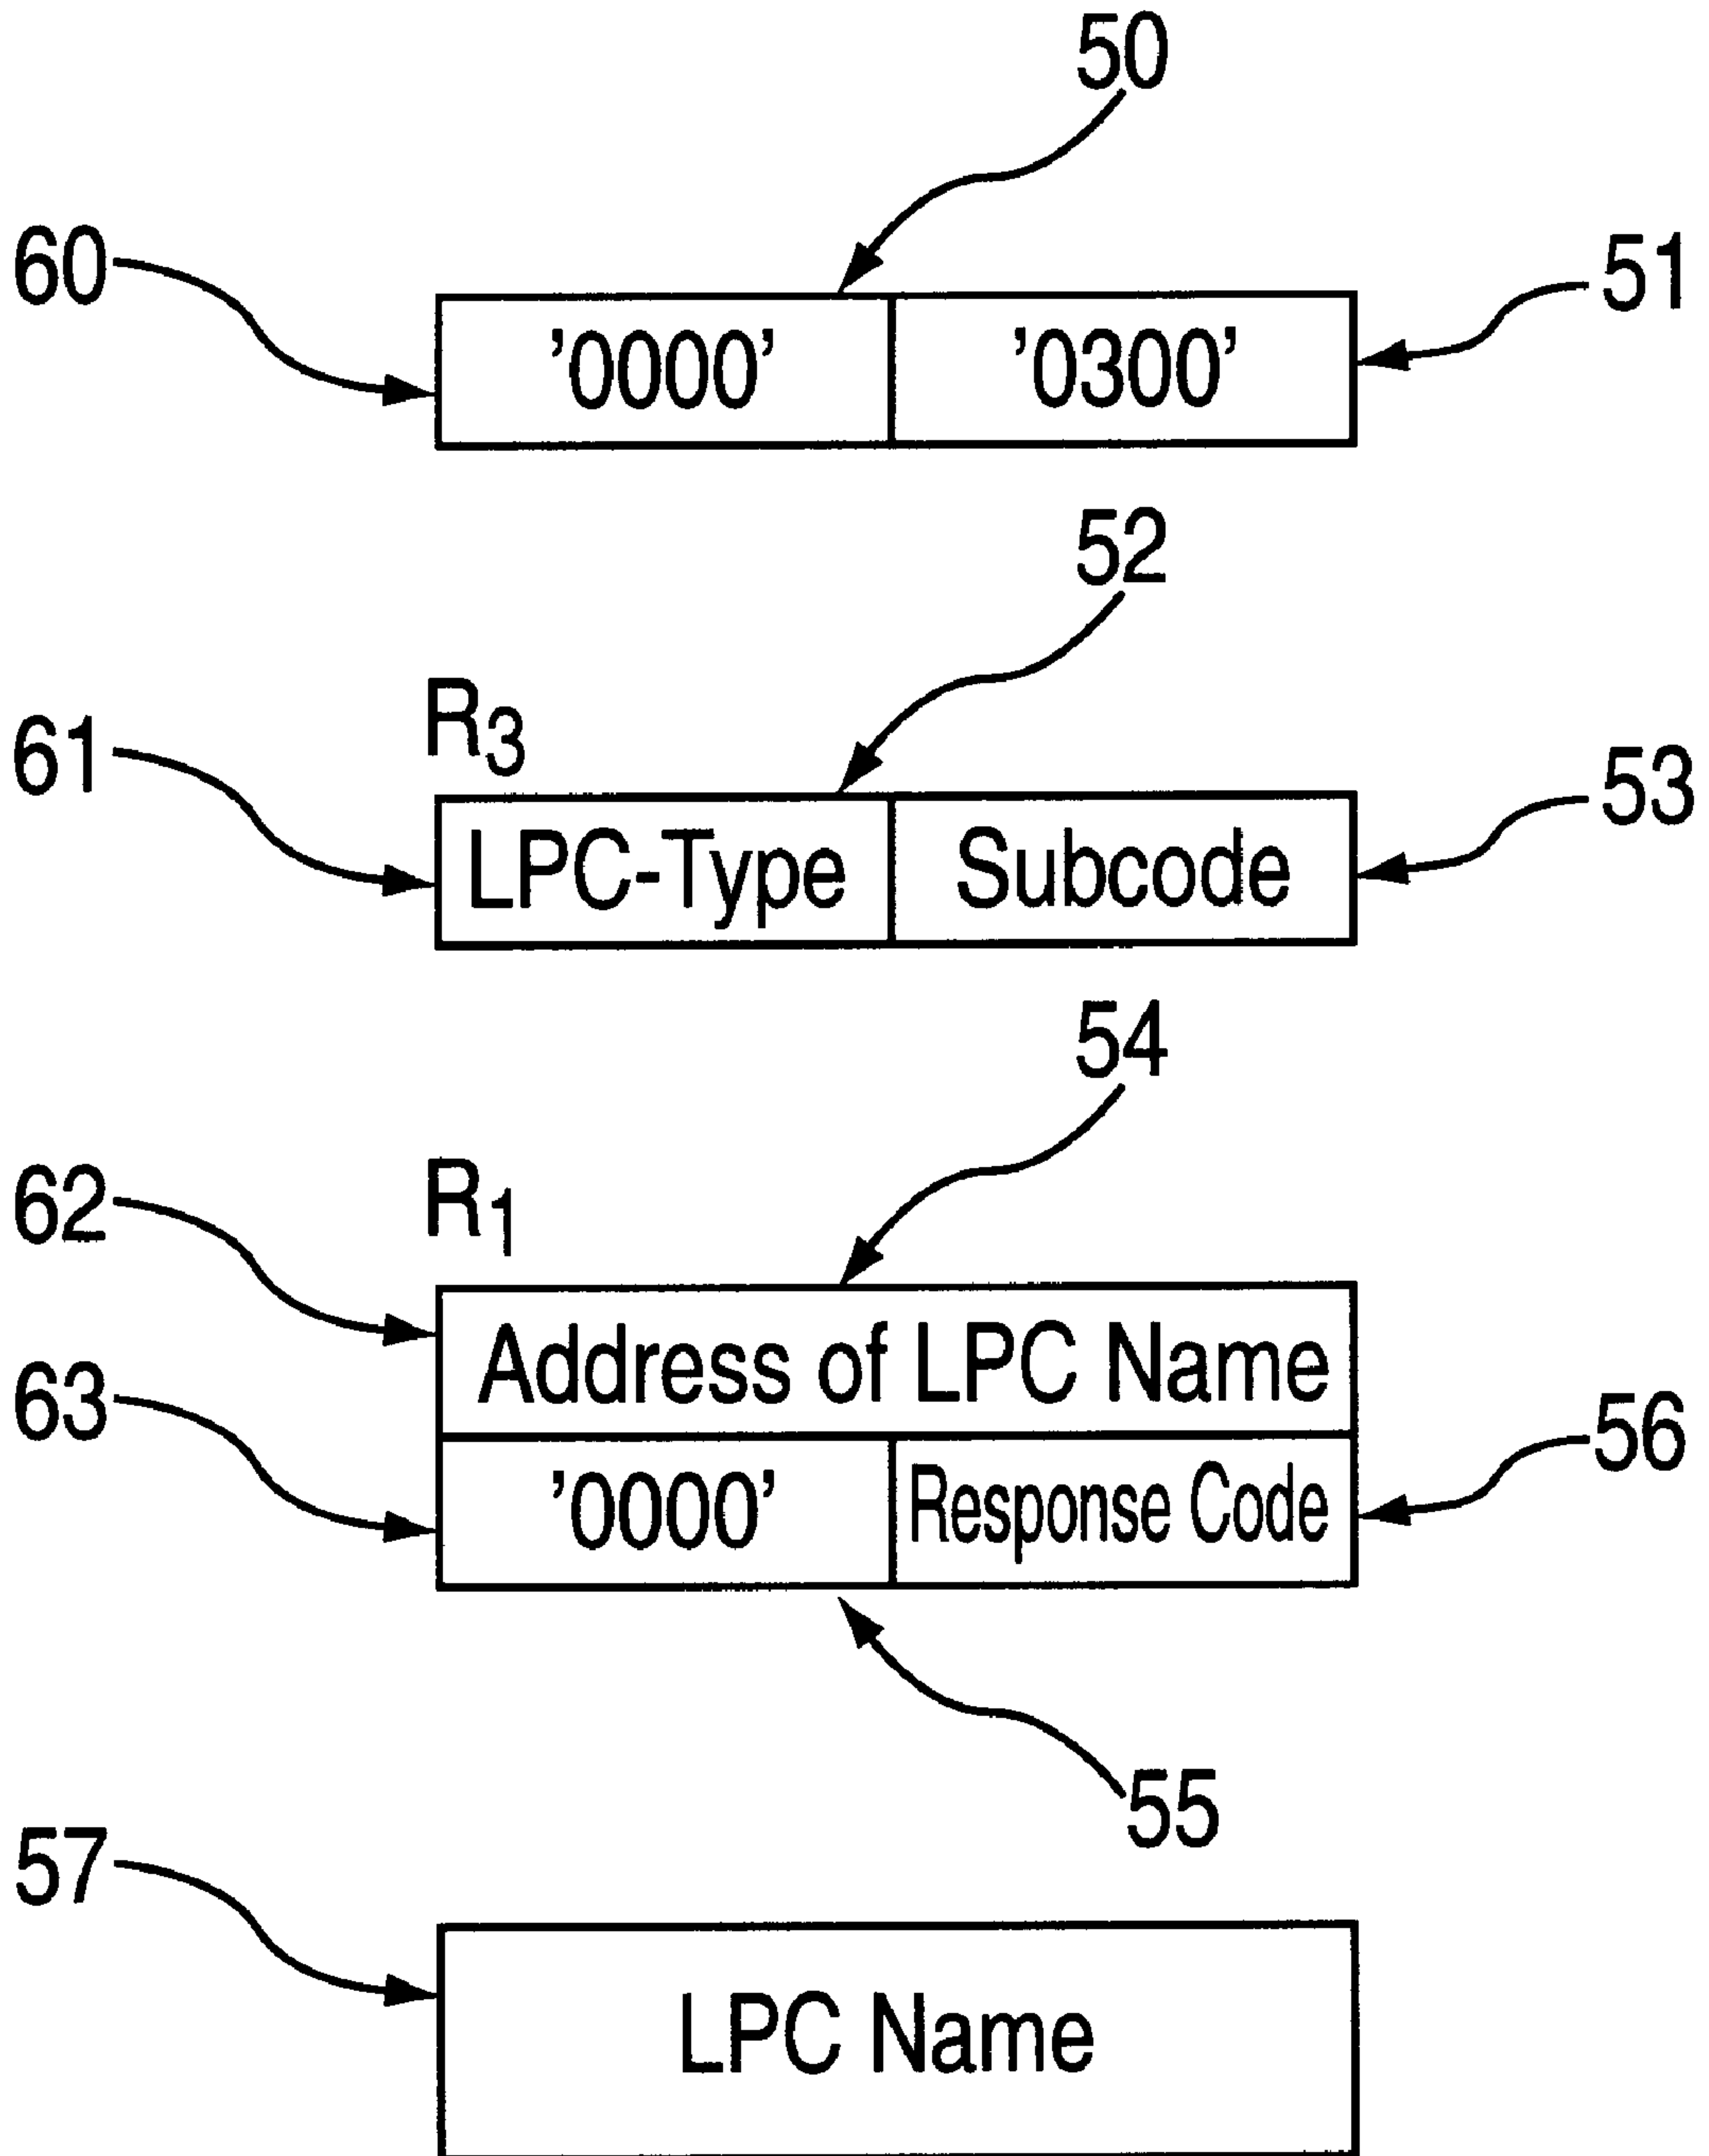 50
60
51
’0000’ ’0300’
52
R3
61
53
LPC-Type Subcode
54
R1
62
Address of LPC Name
63
56
’0000’ Response Code
55
57
LPC Name